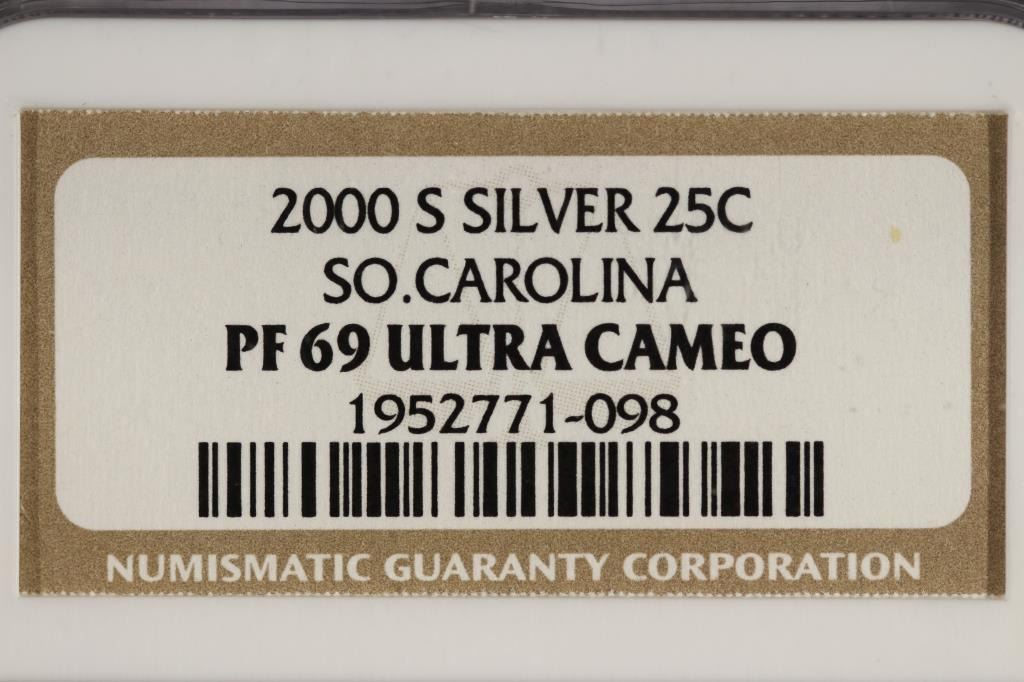 2000 S SILVER 25C
SO.CAROLINA
PF 69 ULTRA CAMEO
1952771-098
NUMISMATIC GUARANTY CORPORATION